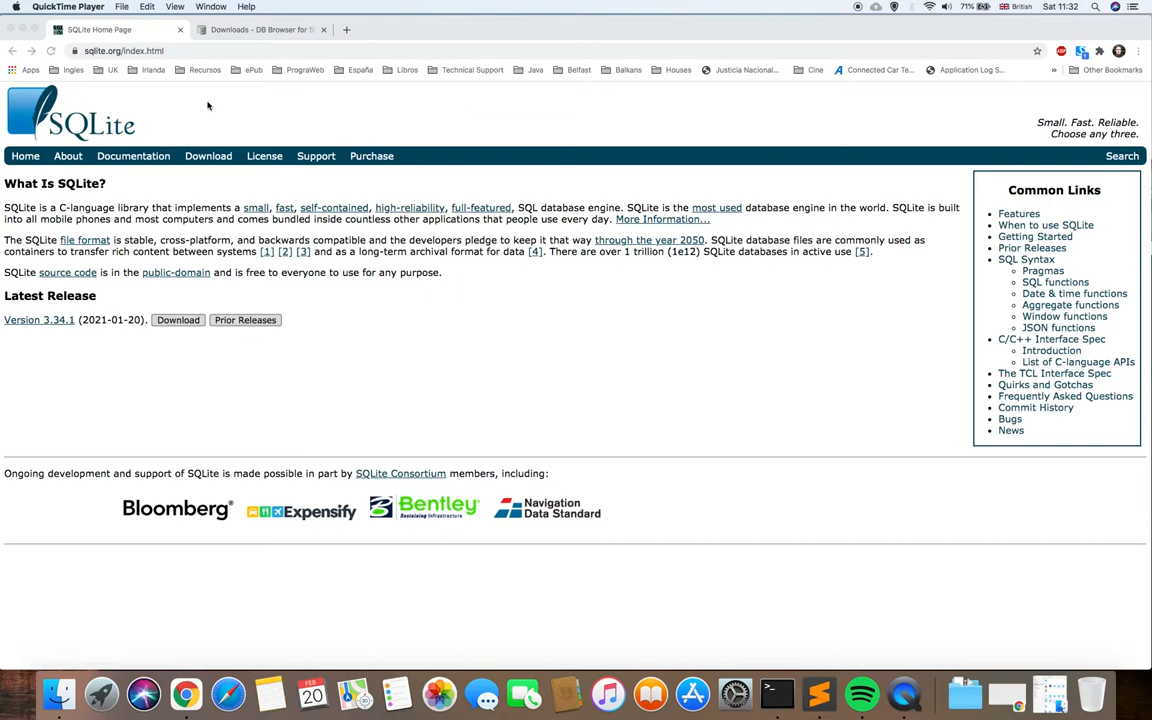 QuickTime Player File Edit View Window Help 71% British Sat 11:32
SQLite Home Page Downloads - DB Browser for S
sqlite.org/index.html
Apps Ingles UK Irlanda Recursos ePub PrograWeb España Libros Technical Support Java Belfast Balkans Houses Justicia Nacional... Cine Connected Car Te... Application Log S... » Other Bookmarks
SQLite
Small. Fast. Reliable.
Choose any three.
Home About Documentation Download License Support Purchase Search
What Is SQLite?
SQLite is a C-language library that implements a small, fast, self-contained, high-reliability, full-featured, SQL database engine. SQLite is the most used database engine in the world. SQLite is built
into all mobile phones and most computers and comes bundled inside countless other applications that people use every day. More Information...
The SQLite file format is stable, cross-platform, and backwards compatible and the developers pledge to keep it that way through the year 2050. SQLite database files are commonly used as
containers to transfer rich content between systems [1] [2] [3] and as a long-term archival format for data [4]. There are over 1 trillion (1e12) SQLite databases in active use [5].
SQLite source code is in the public-domain and is free to everyone to use for any purpose.
Latest Release
Version 3.34.1 (2021-01-20). Download Prior Releases
Common Links
Features
When to use SQLite
Getting Started
Prior Releases
SQL Syntax
Pragmas
SQL functions
Date & time functions
Aggregate functions
Window functions
JSON functions
C/C++ Interface Spec
Introduction
List of C-language APIs
The TCL Interface Spec
Quirks and Gotchas
Frequently Asked Questions
Commit History
Bugs
News
Ongoing development and support of SQLite is made possible in part by SQLite Consortium members, including:
Bloomberg Expensify Bentley Navigation
Data Standard
FEB
20